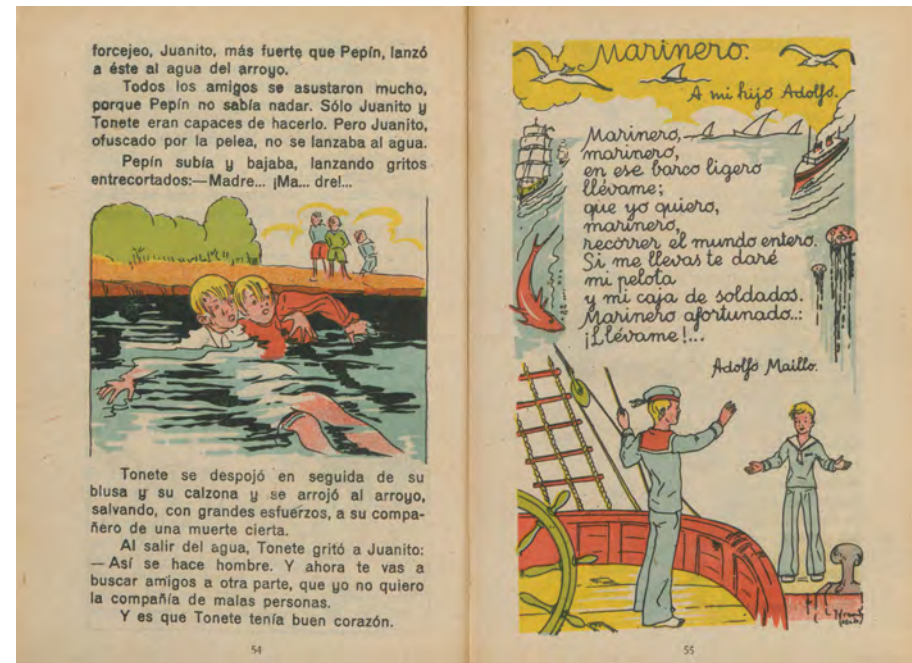 forcejeo, Juanito, más fuerte que Pepín, lanzó
a éste al agua del arroyo.
Todos los amigos se asustaron mucho,
porque Pepín no sabía nadar. Sólo Juanito y
Tonete eran capaces de hacerlo. Pero Juanito,
ofuscado por la pelea, no se lanzaba al agua.
Pepín subía y bajaba, lanzando gritos
entrecortados:—Madre... ¡Ma... dre!...
Tonete se despojó en seguida de su
blusa y su calzona y se arrojó al arroyo,
salvando, con grandes esfuerzos, a su compa-
ñero de una muerte cierta.
Al salir del agua, Tonete gritó a Juanito:
— Así se hace hombre. Y ahora te vas a
buscar amigos a otra parte, que yo no quiero
la compañía de malas personas.
Y es que Tonete tenía buen corazón.
54
Marinero.
A mi hijo Adolfo.
Marinero,
marinero,
en ese barco ligero
llévame;
que yo quiero,
marinero,
recorrer el mundo entero.
Si me llevas te daré
mi pelota
y mi caja de soldados.
Marinero afortunado..:
¡Llévame!...
Adolfo Maillo.
55